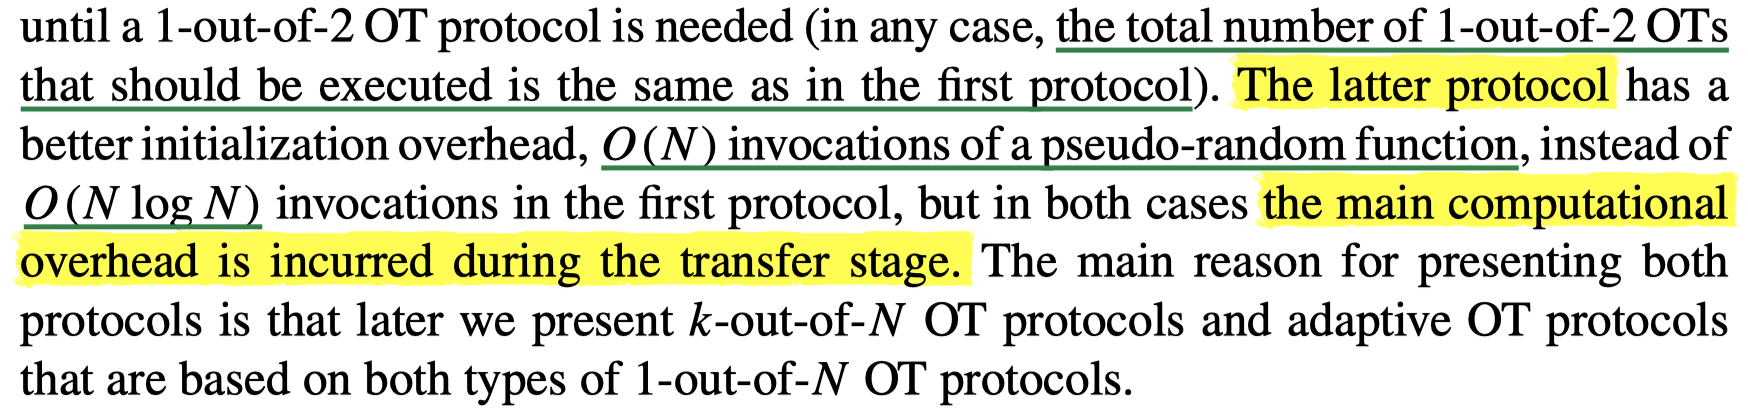 until a 1-out-of-2 OT protocol is needed (in any case, the total number of 1-out-of-2 OTs
that should be executed is the same as in the first protocol). The latter protocol has a
better initialization overhead, O(N) invocations of a pseudo-random function, instead of
O(N log N) invocations in the first protocol, but in both cases the main computational
overhead is incurred during the transfer stage. The main reason for presenting both
protocols is that later we present k-out-of-N OT protocols and adaptive OT protocols
that are based on both types of 1-out-of-N OT protocols.